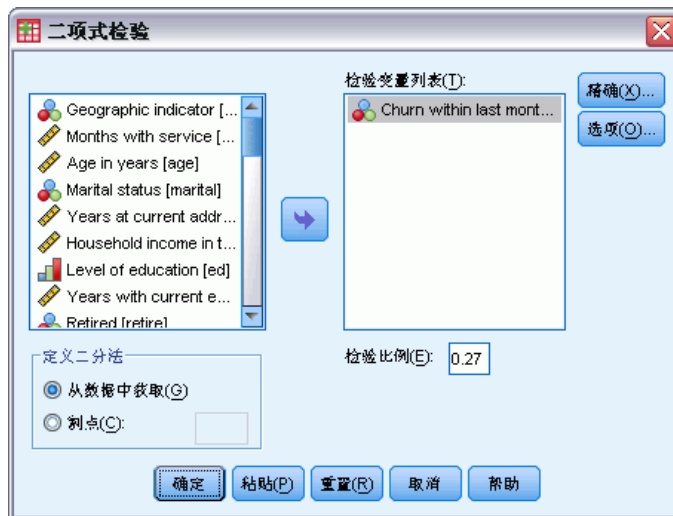 二项式检验
检验变量列表(T):
Geographic indicator [...
Months with service [...
Age in years [age]
Marital status [marital]
Years at current addr...
Household income in t...
Level of education [ed]
Years with current e...
Retired [retire]
Churn within last mont...
精确(X)...
选项(O)...
定义二分法
从数据中获取(G)
割点(C):
检验比例(E): 0.27
确定 粘贴(P) 重置(R) 取消 帮助